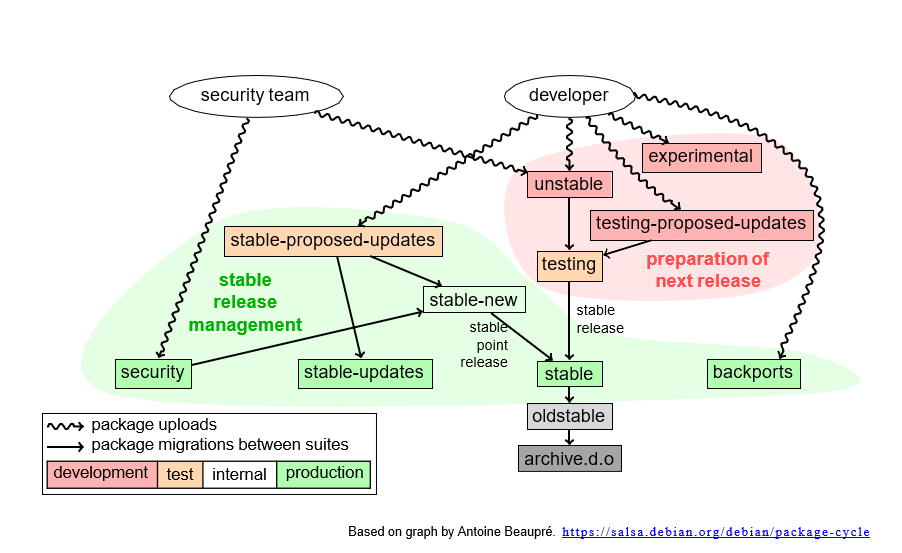 security team
developer
experimental
unstable
testing-proposed-updates
stable-proposed-updates
testing
preparation of
next release
stable
release
management
stable-new
stable
release
stable
point
release
security
stable-updates
stable
backports
oldstable
archive.d.o
package uploads
package migrations between suites
development test internal production
Based on graph by Antoine Beaupré. https://salsa.debian.org/debian/package-cycle